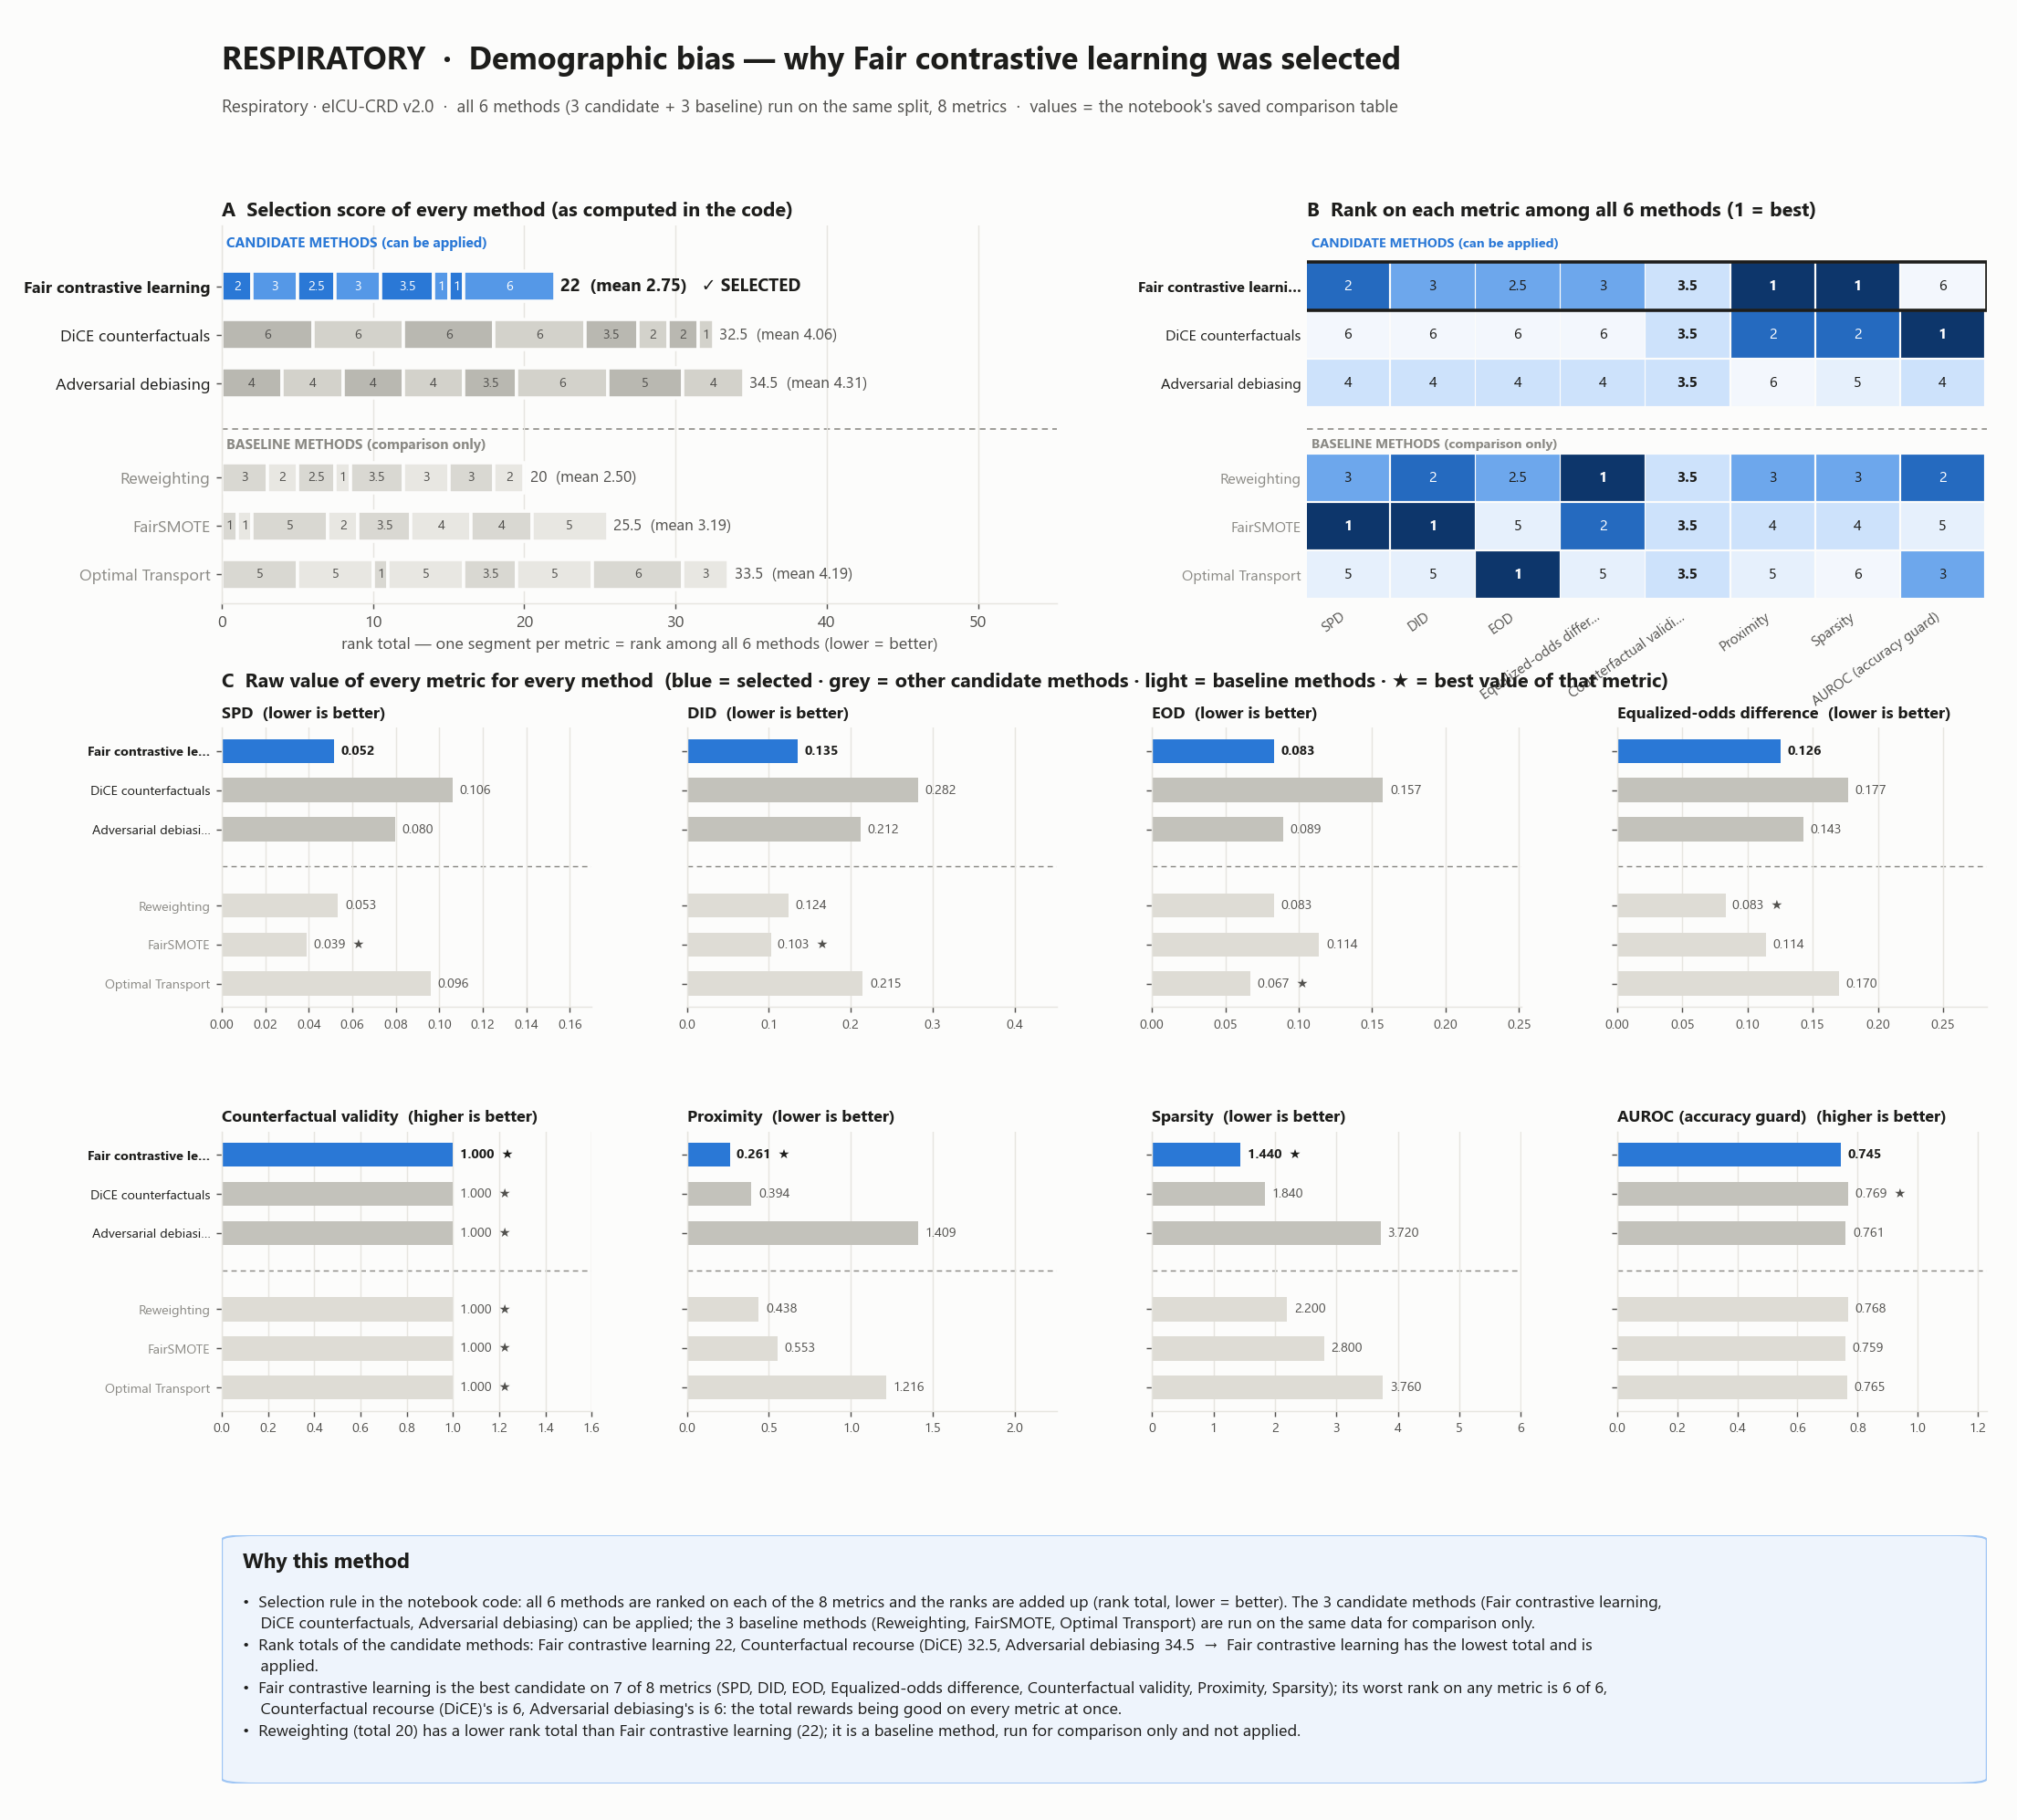 RESPIRATORY · Demographic bias — why Fair contrastive learning was selected
Respiratory · eICU-CRD v2.0 · all 6 methods (3 candidate + 3 baseline) run on the same split, 8 metrics · values = the notebook's saved comparison table
A Selection score of every method (as computed in the code)
CANDIDATE METHODS (can be applied)
Fair contrastive learning 2 3 2.5 3 3.5 1 1 6 22 (mean 2.75) ✓ SELECTED
DiCE counterfactuals 6 6 6 6 3.5 2 2 1 32.5 (mean 4.06)
Adversarial debiasing 4 4 4 4 3.5 6 5 4 34.5 (mean 4.31)
BASELINE METHODS (comparison only)
Reweighting 3 2 2.5 1 3.5 3 3 2 20 (mean 2.50)
FairSMOTE 1 1 5 2 3.5 4 4 5 25.5 (mean 3.19)
Optimal Transport 5 5 1 5 3.5 5 6 3 33.5 (mean 4.19)
0 10 20 30 40 50
rank total — one segment per metric = rank among all 6 methods (lower = better)
B Rank on each metric among all 6 methods (1 = best)
CANDIDATE METHODS (can be applied)
Fair contrastive learni... 2 3 2.5 3 3.5 1 1 6
DiCE counterfactuals 6 6 6 6 3.5 2 2 1
Adversarial debiasing 4 4 4 4 3.5 6 5 4
BASELINE METHODS (comparison only)
Reweighting 3 2 2.5 1 3.5 3 3 2
FairSMOTE 1 1 5 2 3.5 4 4 5
Optimal Transport 5 5 1 5 3.5 5 6 3
SPD DID EOD Equalized-odds differ... Counterfactual validi... Proximity Sparsity AUROC (accuracy guard)
C Raw value of every metric for every method (blue = selected · grey = other candidate methods · light = baseline methods · ★ = best value of that metric)
SPD (lower is better)
Fair contrastive le... 0.052
DiCE counterfactuals 0.106
Adversarial debiasi... 0.080
Reweighting 0.053
FairSMOTE 0.039 ★
Optimal Transport 0.096
0.00 0.02 0.04 0.06 0.08 0.10 0.12 0.14 0.16
DID (lower is better)
0.135
0.282
0.212
0.124
0.103 ★
0.215
0.0 0.1 0.2 0.3 0.4
EOD (lower is better)
0.083
0.157
0.089
0.083
0.114
0.067 ★
0.00 0.05 0.10 0.15 0.20 0.25
Equalized-odds difference (lower is better)
0.126
0.177
0.143
0.083 ★
0.114
0.170
0.00 0.05 0.10 0.15 0.20 0.25
Counterfactual validity (higher is better)
Fair contrastive le... 1.000 ★
DiCE counterfactuals 1.000 ★
Adversarial debiasi... 1.000 ★
Reweighting 1.000 ★
FairSMOTE 1.000 ★
Optimal Transport 1.000 ★
0.0 0.2 0.4 0.6 0.8 1.0 1.2 1.4 1.6
Proximity (lower is better)
0.261 ★
0.394
1.409
0.438
0.553
1.216
0.0 0.5 1.0 1.5 2.0
Sparsity (lower is better)
1.440 ★
1.840
3.720
2.200
2.800
3.760
0 1 2 3 4 5 6
AUROC (accuracy guard) (higher is better)
0.745
0.769 ★
0.761
0.768
0.759
0.765
0.0 0.2 0.4 0.6 0.8 1.0 1.2
Why this method
• Selection rule in the notebook code: all 6 methods are ranked on each of the 8 metrics and the ranks are added up (rank total, lower = better). The 3 candidate methods (Fair contrastive learning,
DiCE counterfactuals, Adversarial debiasing) can be applied; the 3 baseline methods (Reweighting, FairSMOTE, Optimal Transport) are run on the same data for comparison only.
• Rank totals of the candidate methods: Fair contrastive learning 22, Counterfactual recourse (DiCE) 32.5, Adversarial debiasing 34.5 → Fair contrastive learning has the lowest total and is
applied.
• Fair contrastive learning is the best candidate on 7 of 8 metrics (SPD, DID, EOD, Equalized-odds difference, Counterfactual validity, Proximity, Sparsity); its worst rank on any metric is 6 of 6,
Counterfactual recourse (DiCE)'s is 6, Adversarial debiasing's is 6: the total rewards being good on every metric at once.
• Reweighting (total 20) has a lower rank total than Fair contrastive learning (22); it is a baseline method, run for comparison only and not applied.